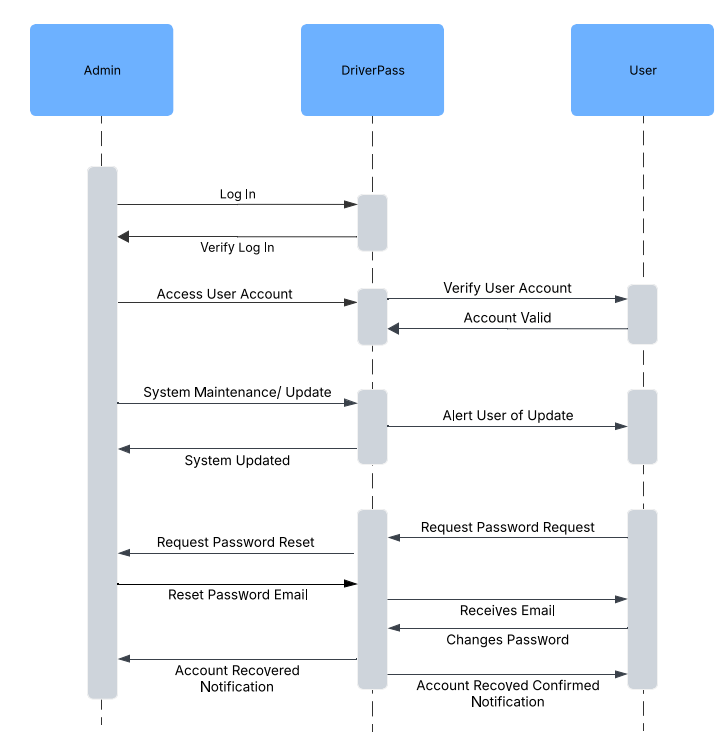 Admin
DriverPass
User
Log In
Verify Log In
Access User Account
Verify User Account
Account Valid
System Maintenance/ Update
Alert User of Update
System Updated
Request Password Request
Request Password Reset
Reset Password Email
Receives Email
Changes Password
Account Recovered
Notification
Account Recoved Confirmed
Notification